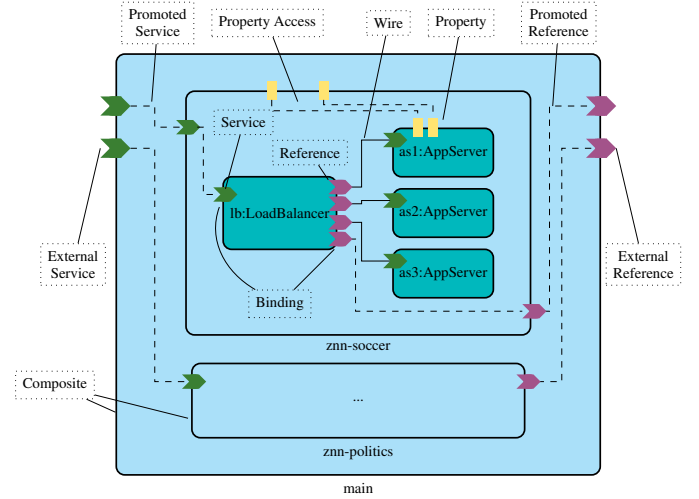 Promoted
Service
Property Access
Wire
Property
Promoted
Reference
Service
Reference
as1:AppServer
lb:LoadBalancer
as2:AppServer
External
Service
External
Reference
as3:AppServer
Binding
znn-soccer
Composite
...
znn-politics
main